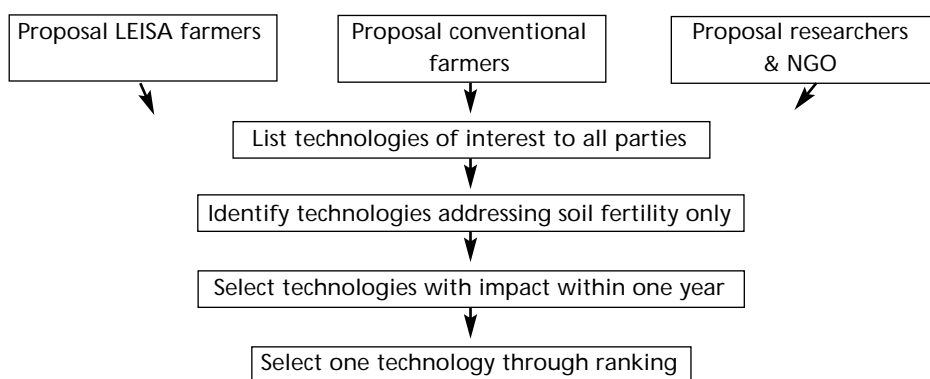 Proposal LEISA farmers
Proposal conventional
farmers
Proposal researchers
& NGO
List technologies of interest to all parties
Identify technologies addressing soil fertility only
Select technologies with impact within one year
Select one technology through ranking